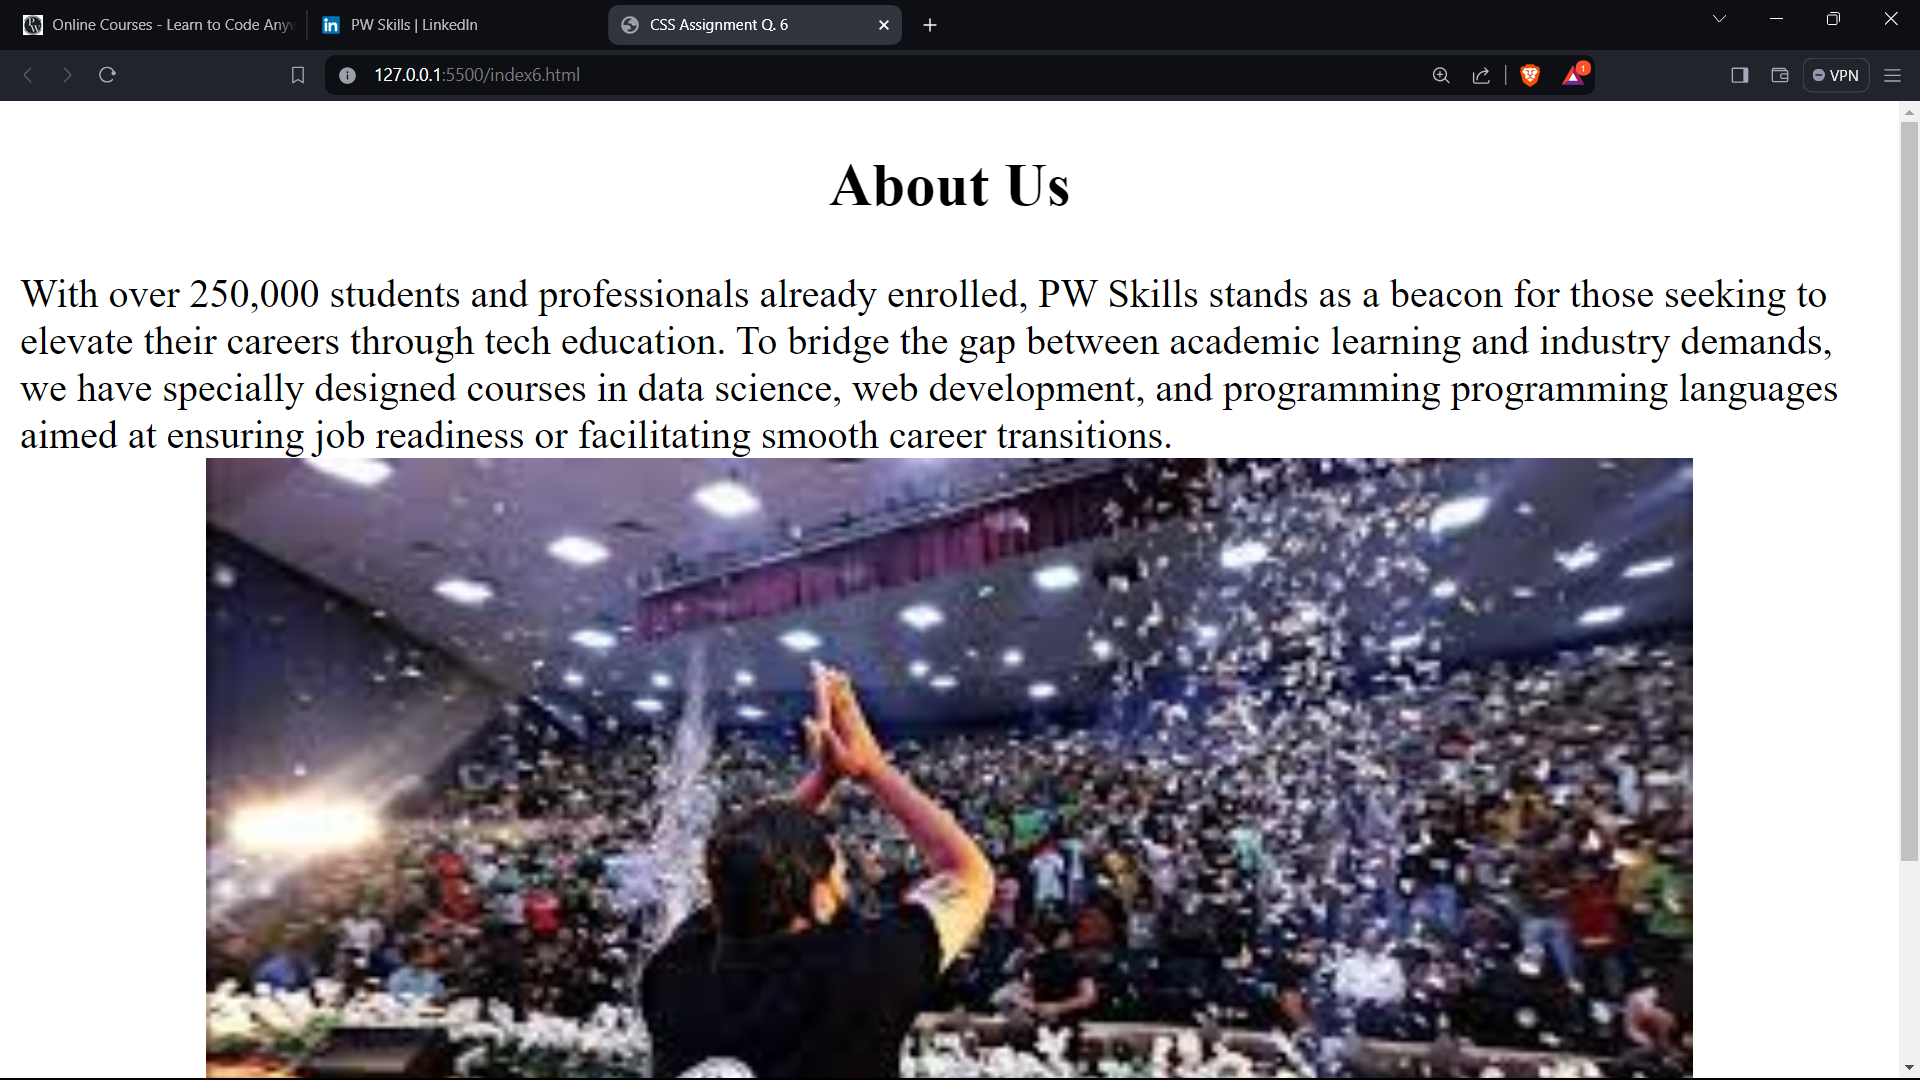 Online Courses - Learn to Code Any
PW Skills | LinkedIn
CSS Assignment Q. 6
127.0.0.1:5500/index6.html
1
VPN
About Us
With over 250,000 students and professionals already enrolled, PW Skills stands as a beacon for those seeking to
elevate their careers through tech education. To bridge the gap between academic learning and industry demands,
we have specially designed courses in data science, web development, and programming programming languages
aimed at ensuring job readiness or facilitating smooth career transitions.